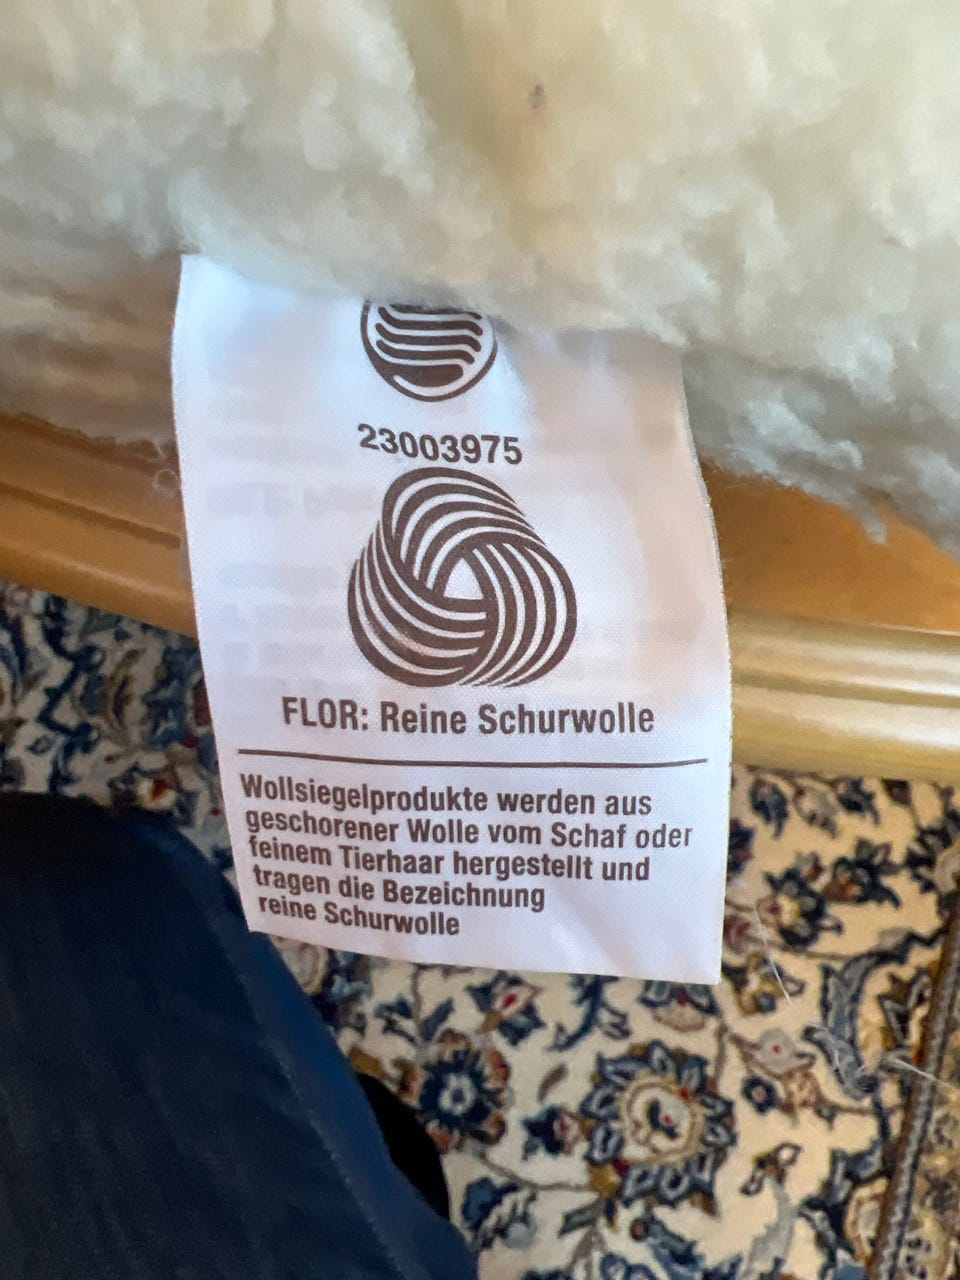 23003975
FLOR: Reine Schurwolle
Wollsiegelprodukte werden aus
geschorener Wolle vom Schaf oder
feinem Tierhaar hergestellt und
tragen die Bezeichnung
reine Schurwolle